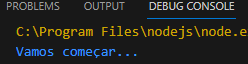 PROBLEMS OUTPUT DEBUG CONSOLE
C:\Program Files\nodejs\node.e
Vamos começar...